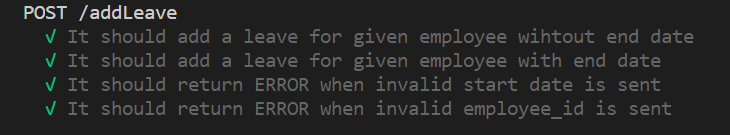 POST /addLeave
√ It should add a leave for given employee wihtout end date
√ It should add a leave for given employee with end date
√ It should return ERROR when invalid start date is sent
√ It should return ERROR when invalid employee_id is sent